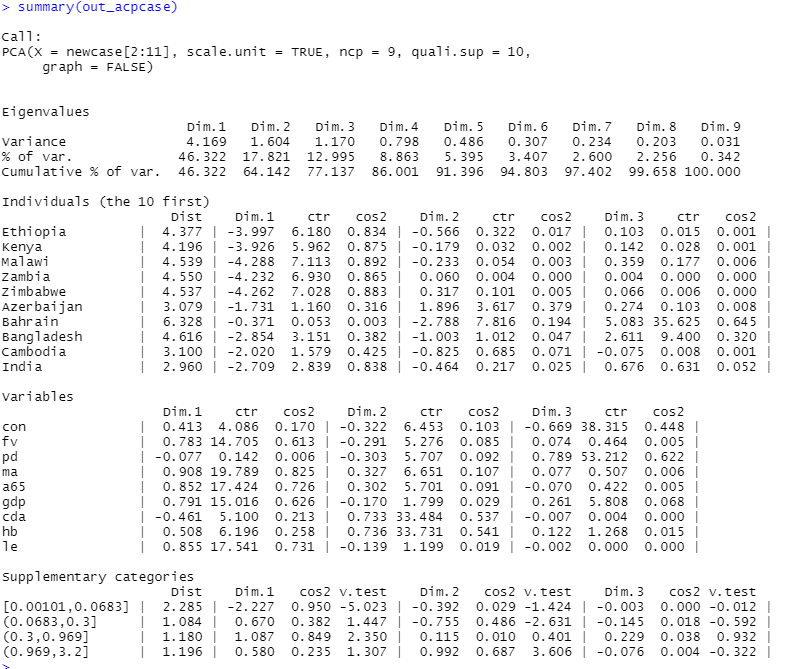 > summary(out_acpcase)
Call:
PCA(X = newcase[2:11], scale.unit = TRUE, ncp = 9, quali.sup = 10,
graph = FALSE)
Eigenvalues
Dim.1 Dim.2 Dim.3 Dim.4 Dim.5 Dim.6 Dim.7 Dim.8 Dim.9
Variance 4.169 1.604 1.170 0.798 0.486 0.307 0.234 0.203 0.031
% of var. 46.322 17.821 12.995 8.863 5.395 3.407 2.600 2.256 0.342
Cumulative % of var. 46.322 64.142 77.137 86.001 91.396 94.803 97.402 99.658 100.000
Individuals (the 10 first)
Dist Dim.1 ctr cos2 Dim.2 ctr cos2 Dim.3 ctr cos2
Ethiopia | 4.377 | -3.997 6.180 0.834 | -0.566 0.322 0.017 | 0.103 0.015 0.001 |
Kenya | 4.196 | -3.926 5.962 0.875 | -0.179 0.032 0.002 | 0.142 0.028 0.001 |
Malawi | 4.539 | -4.288 7.113 0.892 | -0.233 0.054 0.003 | 0.359 0.177 0.006 |
Zambia | 4.550 | -4.232 6.930 0.865 | 0.060 0.004 0.000 | 0.004 0.000 0.000 |
Zimbabwe | 4.537 | -4.262 7.028 0.883 | 0.317 0.101 0.005 | 0.066 0.006 0.000 |
Azerbaijan | 3.079 | -1.731 1.160 0.316 | 1.896 3.617 0.379 | 0.274 0.103 0.008 |
Bahrain | 6.328 | -0.371 0.053 0.003 | -2.788 7.816 0.194 | 5.083 35.625 0.645 |
Bangladesh | 4.616 | -2.854 3.151 0.382 | -1.003 1.012 0.047 | 2.611 9.400 0.320 |
Cambodia | 3.100 | -2.020 1.579 0.425 | -0.825 0.685 0.071 | -0.075 0.008 0.001 |
India | 2.960 | -2.709 2.839 0.838 | -0.464 0.217 0.025 | 0.676 0.631 0.052 |
Variables
Dim.1 ctr cos2 Dim.2 ctr cos2 Dim.3 ctr cos2
con | 0.413 4.086 0.170 | -0.322 6.453 0.103 | -0.669 38.315 0.448 |
fv | 0.783 14.705 0.613 | -0.291 5.276 0.085 | 0.074 0.464 0.005 |
pd | -0.077 0.142 0.006 | -0.303 5.707 0.092 | 0.789 53.212 0.622 |
ma | 0.908 19.789 0.825 | 0.327 6.651 0.107 | 0.077 0.507 0.006 |
a65 | 0.852 17.424 0.726 | 0.302 5.701 0.091 | -0.070 0.422 0.005 |
gdp | 0.791 15.016 0.626 | -0.170 1.799 0.029 | 0.261 5.808 0.068 |
cda | -0.461 5.100 0.213 | 0.733 33.484 0.537 | -0.007 0.004 0.000 |
hb | 0.508 6.196 0.258 | 0.736 33.731 0.541 | 0.122 1.268 0.015 |
le | 0.855 17.541 0.731 | -0.139 1.199 0.019 | -0.002 0.000 0.000 |
Supplementary categories
Dist Dim.1 cos2 v.test Dim.2 cos2 v.test Dim.3 cos2 v.test
[0.00101,0.0683] | 2.285 | -2.227 0.950 -5.023 | -0.392 0.029 -1.424 | -0.003 0.000 -0.012 |
(0.0683,0.3] | 1.084 | 0.670 0.382 1.447 | -0.755 0.486 -2.631 | -0.145 0.018 -0.592 |
(0.3,0.969] | 1.180 | 1.087 0.849 2.350 | 0.115 0.010 0.401 | 0.229 0.038 0.932 |
(0.969,3.2] | 1.196 | 0.580 0.235 1.307 | 0.992 0.687 3.606 | -0.076 0.004 -0.322 |
>